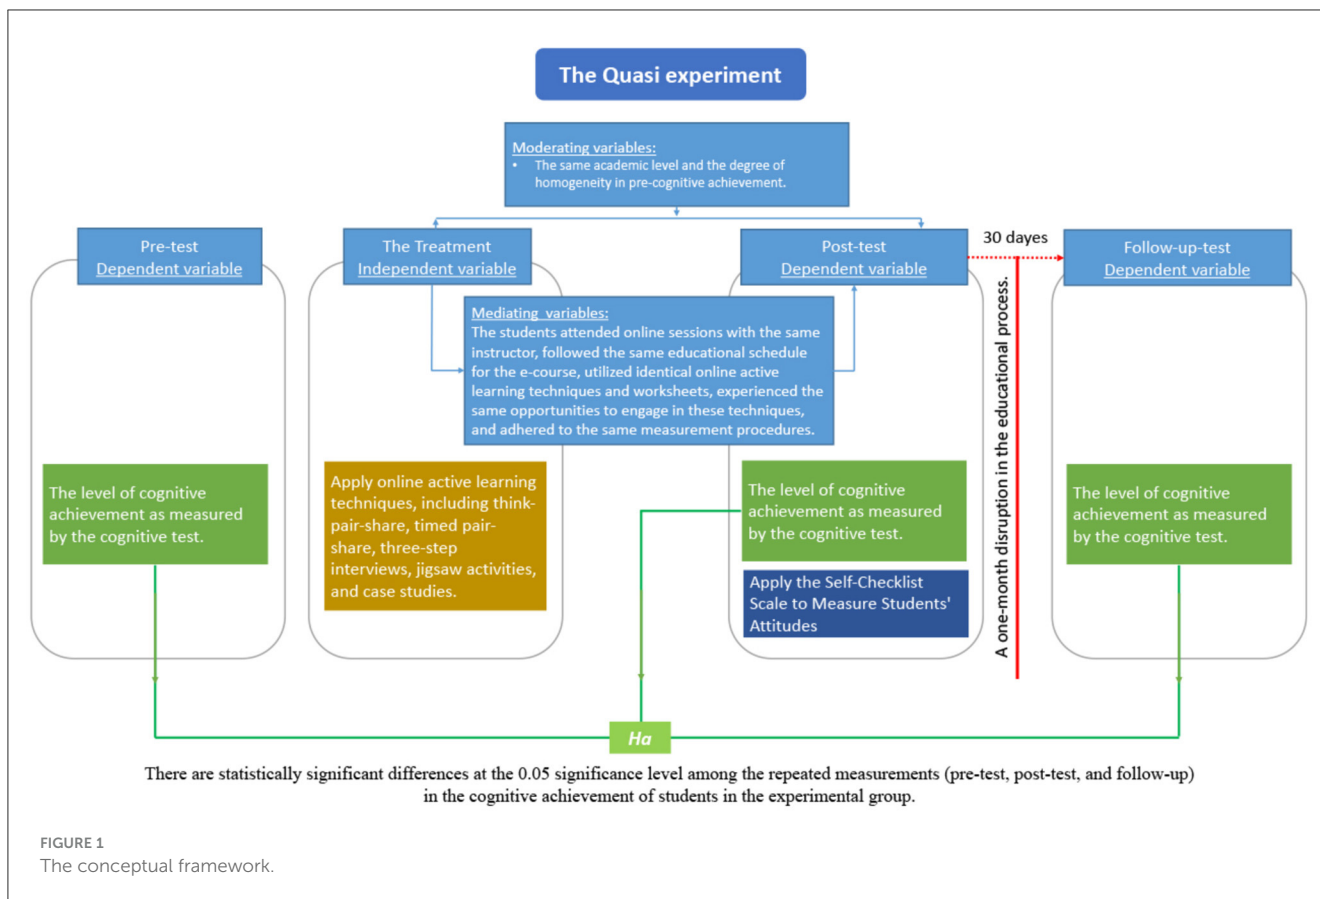 The Quasi experiment
Moderating variables:
• The same academic level and the degree of
homogeneity in pre-cognitive achievement.
Pre-test
Dependent variable
The Treatment
Independent variable
Post-test
Dependent variable
30 dayes
Follow-up-test
Dependent variable
Mediating variables:
The students attended online sessions with the same
instructor, followed the same educational schedule
for the e-course, utilized identical online active
learning techniques and worksheets, experienced the
same opportunities to engage in these techniques,
and adhered to the same measurement procedures.
A one-month disruption in the educational process.
The level of cognitive
achievement as measured
by the cognitive test.
Apply online active learning
techniques, including think-
pair-share, timed pair-
share, three-step
interviews, jigsaw activities,
and case studies.
The level of cognitive
achievement as measured
by the cognitive test.
Apply the Self-Checklist
Scale to Measure Students'
Attitudes
The level of cognitive
achievement as measured
by the cognitive test.
Ha
There are statistically significant differences at the 0.05 significance level among the repeated measurements (pre-test, post-test, and follow-up)
in the cognitive achievement of students in the experimental group.
FIGURE 1
The conceptual framework.